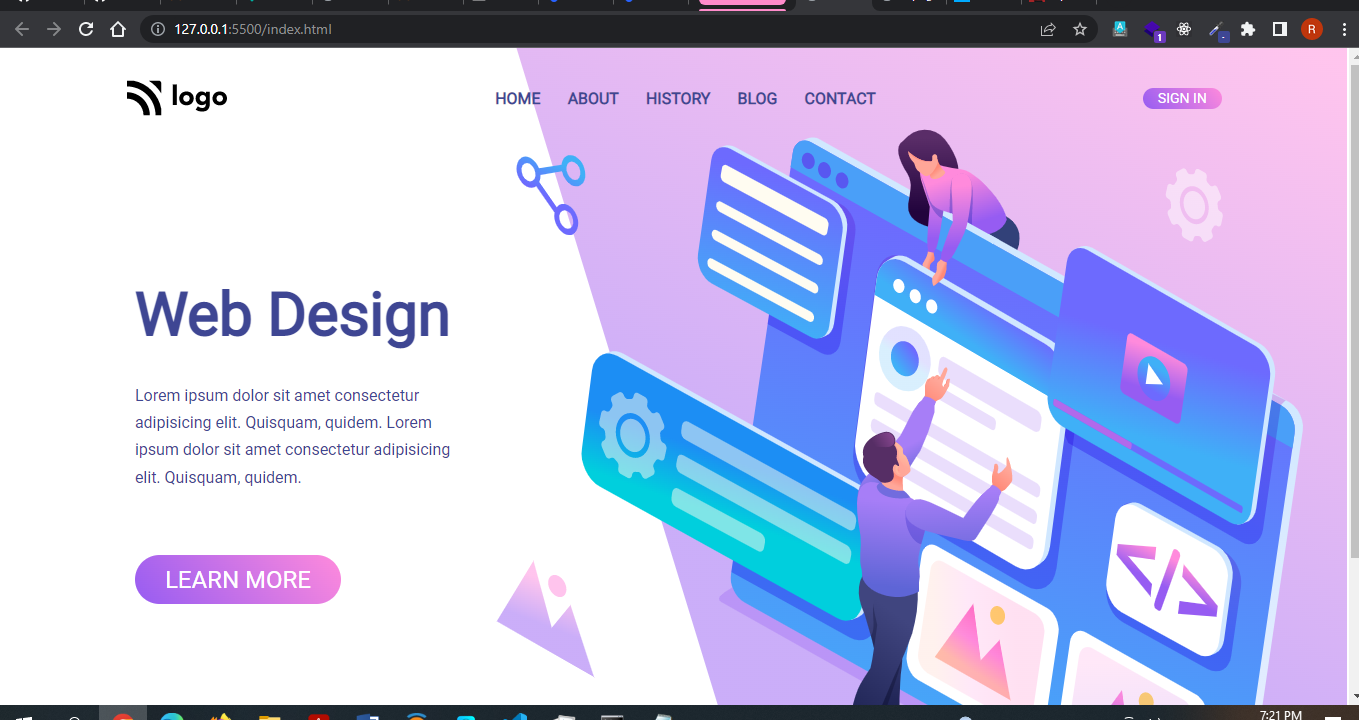 127.0.0.1:5500/index.html
1
R
logo
HOME ABOUT HISTORY BLOG CONTACT
SIGN IN
Web Design
Lorem ipsum dolor sit amet consectetur
adipisicing elit. Quisquam, quidem. Lorem
ipsum dolor sit amet consectetur adipisicing
elit. Quisquam, quidem.
LEARN MORE
</>
7:21 PM